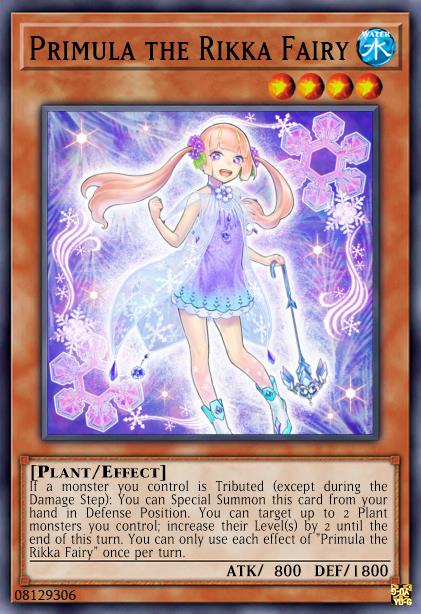 Primula the Rikka Fairy
WATER
水
[Plant/Effect]
If a monster you control is Tributed (except during the
Damage Step): You can Special Summon this card from your
hand in Defense Position. You can target up to 2 Plant
monsters you control; increase their Level(s) by 2 until the
end of this turn. You can only use each effect of "Primula the
Rikka Fairy" once per turn.
ATK/ 800 DEF/1800
08129306